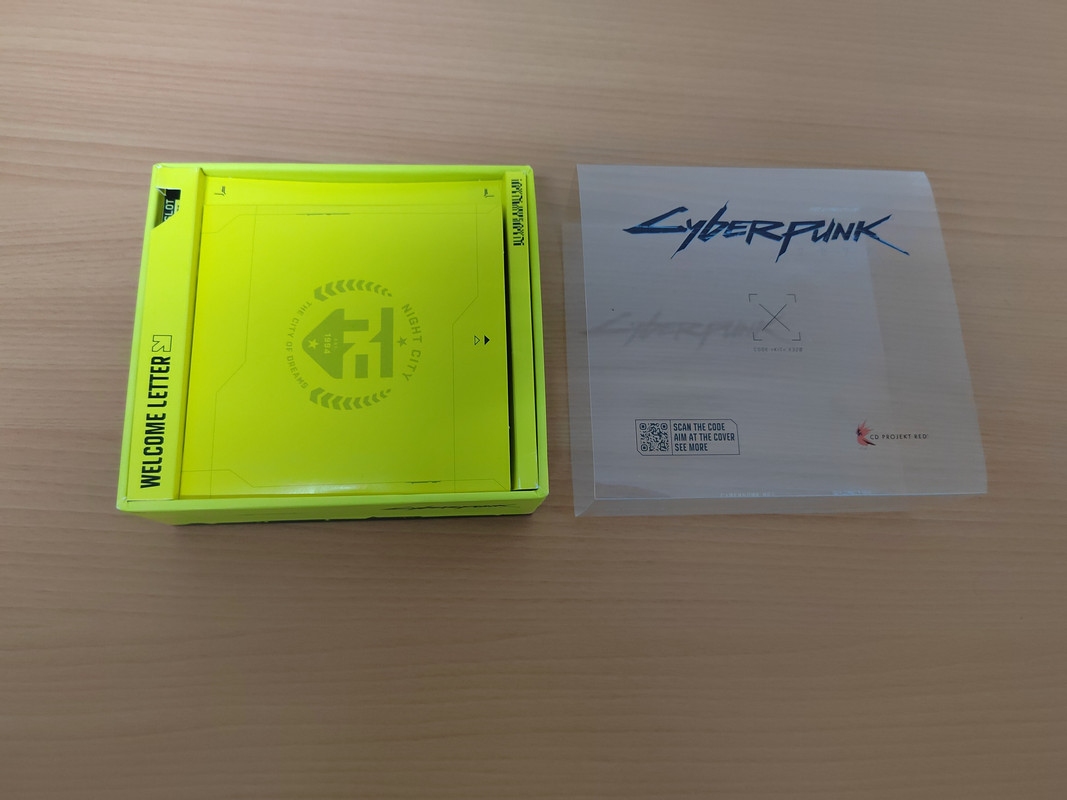 WELCOME LETTER
NIGHT CITY
1994
THE CITY OF DREAMS
Cyberpunk
CYBERPUNK
SCAN THE CODE
AIM AT THE COVER
SEE MORE
CD PROJEKT RED